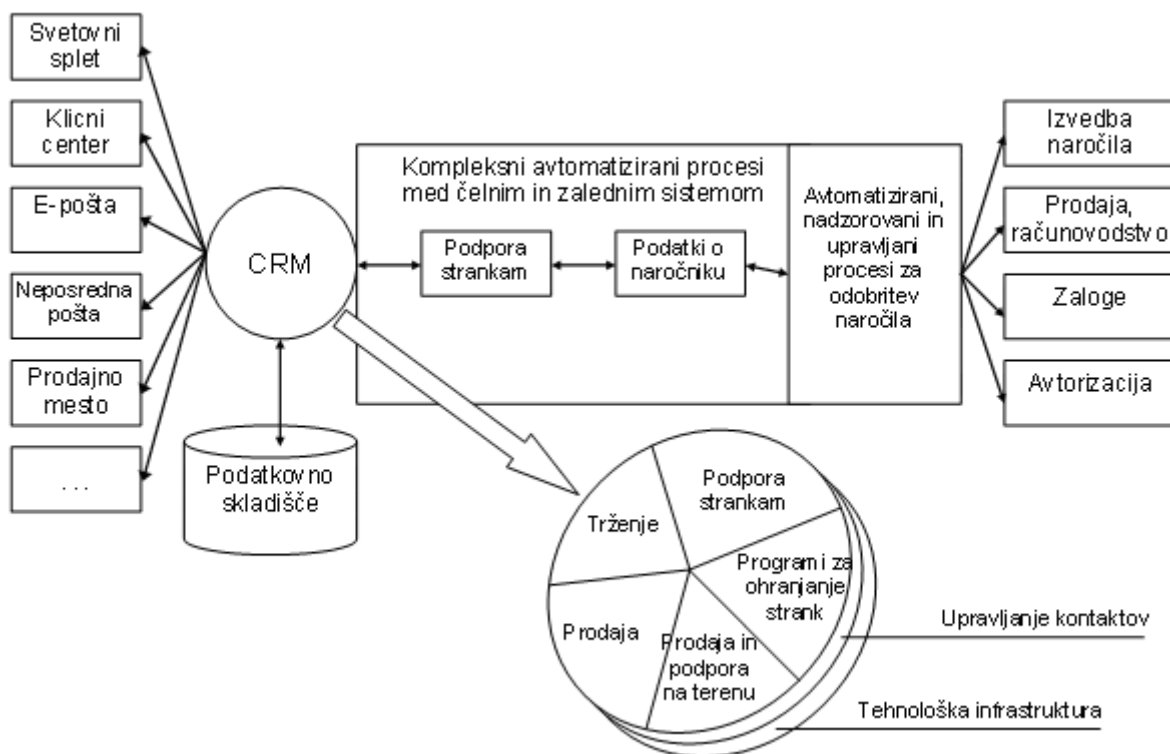 Svetovni
splet
Klicni
center
E-pošta
Neposredna
pošta
Prodajno
mesto
...
CRM
Podatkovno
skladišče
Kompleksni avtomatizirani procesi
med čelnim in zalednim sistemom
Podpora
strankam
Podatki o
naročniku
Avtomatizirani,
nadzorovani in
upravljani
procesi za
odobritev
naročila
Izvedba
naročila
Prodaja,
računovodstvo
Zaloge
Avtorizacija
Trženje
Podpora
strankam
Programi za
ohranjanje
strank
Prodaja
Prodaja in
podpora
na terenu
Upravljanje kontaktov
Tehnološka infrastruktura